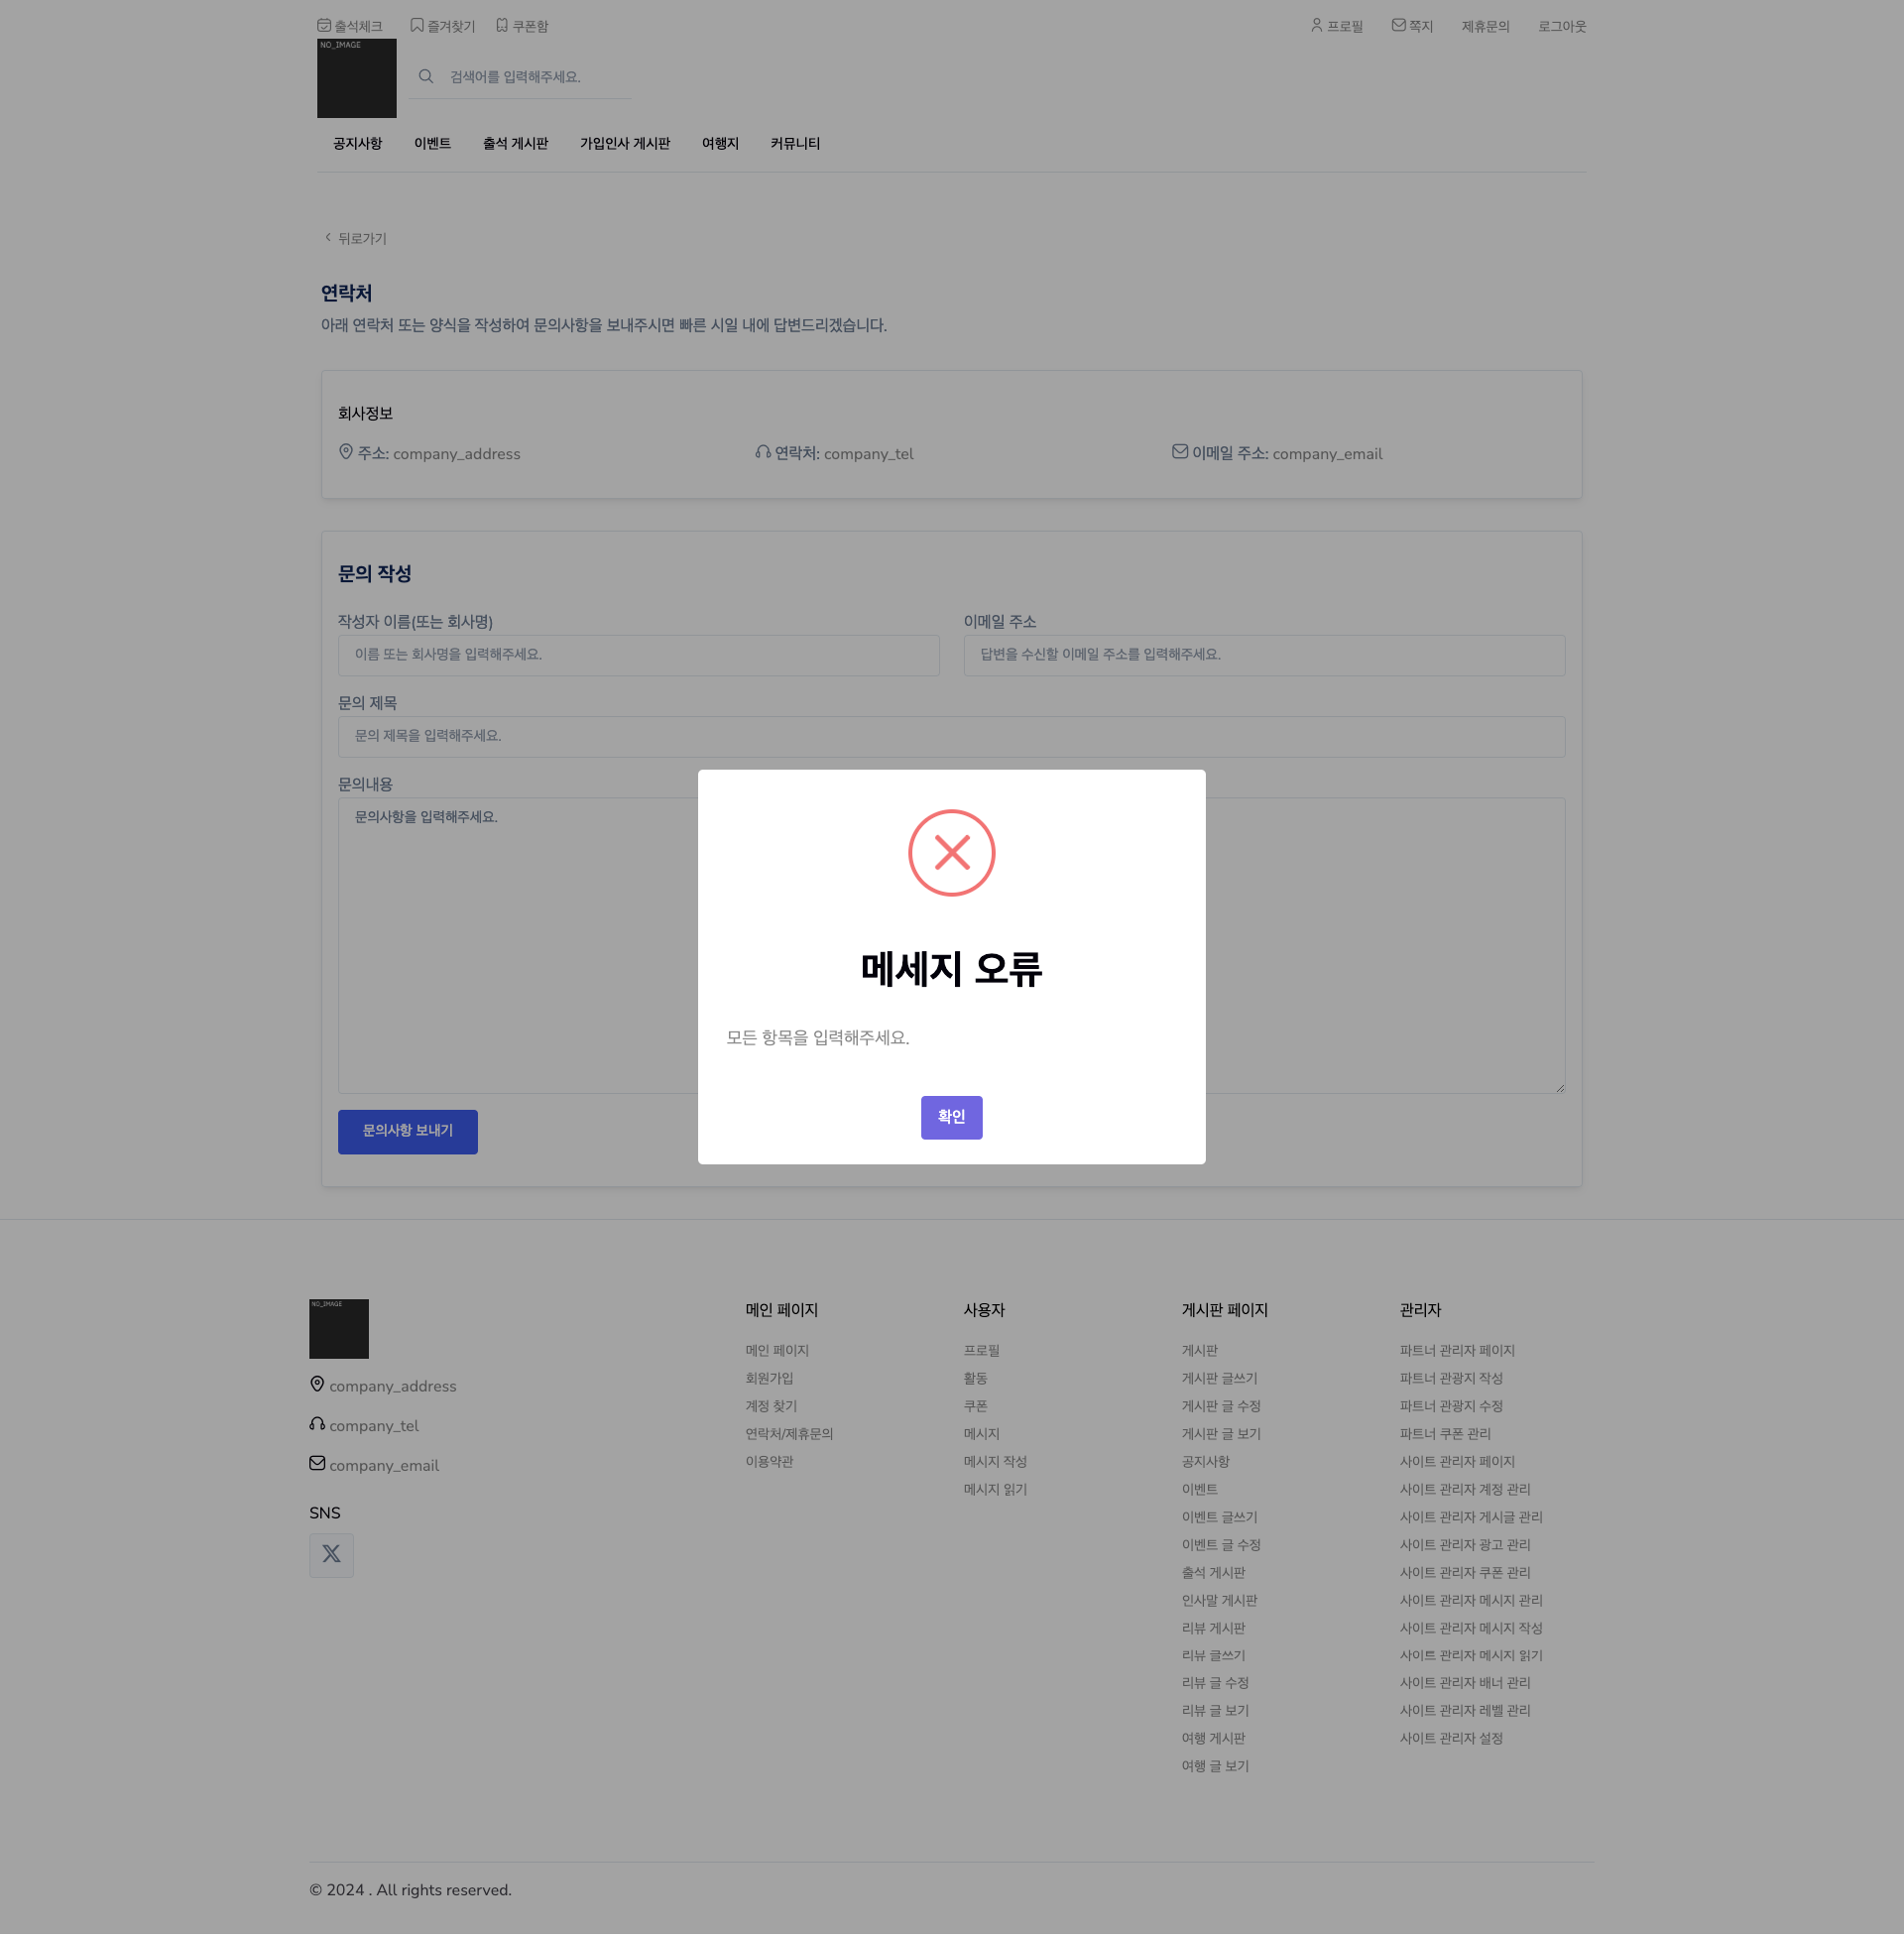 출석체크 즐겨찾기 쿠폰함 프로필 쪽지 제휴문의 로그아웃
NO_IMAGE
검색어를 입력해주세요.
공지사항 이벤트 출석 게시판 가입인사 게시판 여행지 커뮤니티
뒤로가기
연락처
아래 연락처 또는 양식을 작성하여 문의사항을 보내주시면 빠른 시일 내에 답변드리겠습니다.
회사정보
주소: company_address 연락처: company_tel 이메일 주소: company_email
문의 작성
작성자 이름(또는 회사명) 이메일 주소
이름 또는 회사명을 입력해주세요. 답변을 수신할 이메일 주소를 입력해주세요.
문의 제목
문의 제목을 입력해주세요.
문의내용
문의사항을 입력해주세요.
메세지 오류
모든 항목을 입력해주세요.
확인
문의사항 보내기
NO_IMAGE
company_address
company_tel
company_email
SNS
메인 페이지
메인 페이지
회원가입
계정 찾기
연락처/제휴문의
이용약관
사용자
프로필
활동
쿠폰
메시지
메시지 작성
메시지 읽기
게시판 페이지
게시판
게시판 글쓰기
게시판 글 수정
게시판 글 보기
공지사항
이벤트
이벤트 글쓰기
이벤트 글 수정
출석 게시판
인사말 게시판
리뷰 게시판
리뷰 글쓰기
리뷰 글 수정
리뷰 글 보기
여행 게시판
여행 글 보기
관리자
파트너 관리자 페이지
파트너 관광지 작성
파트너 관광지 수정
파트너 쿠폰 관리
사이트 관리자 페이지
사이트 관리자 계정 관리
사이트 관리자 게시글 관리
사이트 관리자 광고 관리
사이트 관리자 쿠폰 관리
사이트 관리자 메시지 관리
사이트 관리자 메시지 작성
사이트 관리자 메시지 읽기
사이트 관리자 배너 관리
사이트 관리자 레벨 관리
사이트 관리자 설정
© 2024 . All rights reserved.